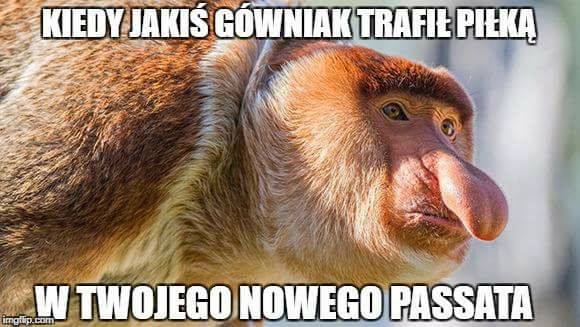 KIEDY JAKIŚ GÓWNIAK TRAFIŁ PIŁKĄ
W TWOJEGO NOWEGO PASSATA
imgflip.com